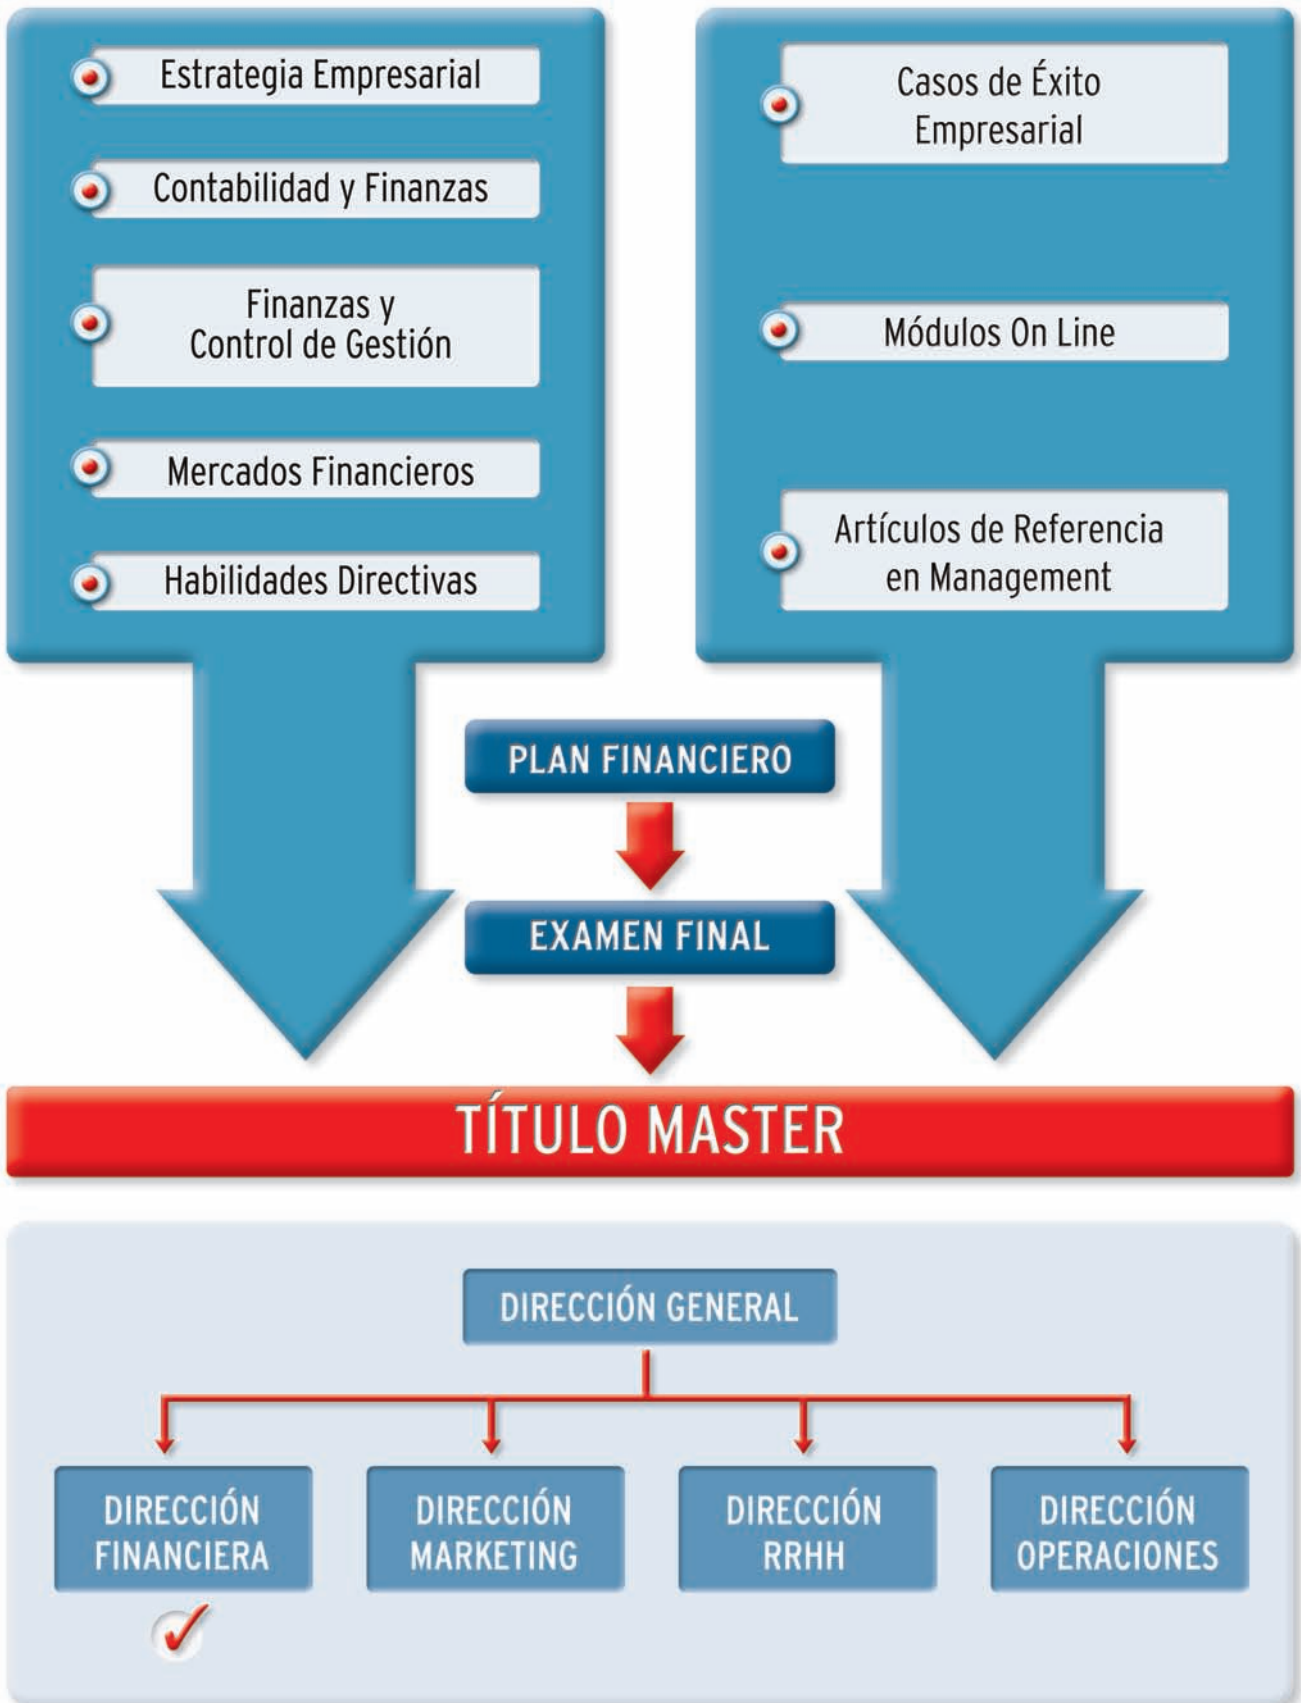 Estrategia Empresarial
Contabilidad y Finanzas
Finanzas y
Control de Gestión
Mercados Financieros
Habilidades Directivas
Casos de Éxito
Empresarial
Módulos On Line
Artículos de Referencia
en Management
PLAN FINANCIERO
EXAMEN FINAL
TÍTULO MASTER
DIRECCIÓN GENERAL
DIRECCIÓN
FINANCIERA
DIRECCIÓN
MARKETING
DIRECCIÓN
RRHH
DIRECCIÓN
OPERACIONES